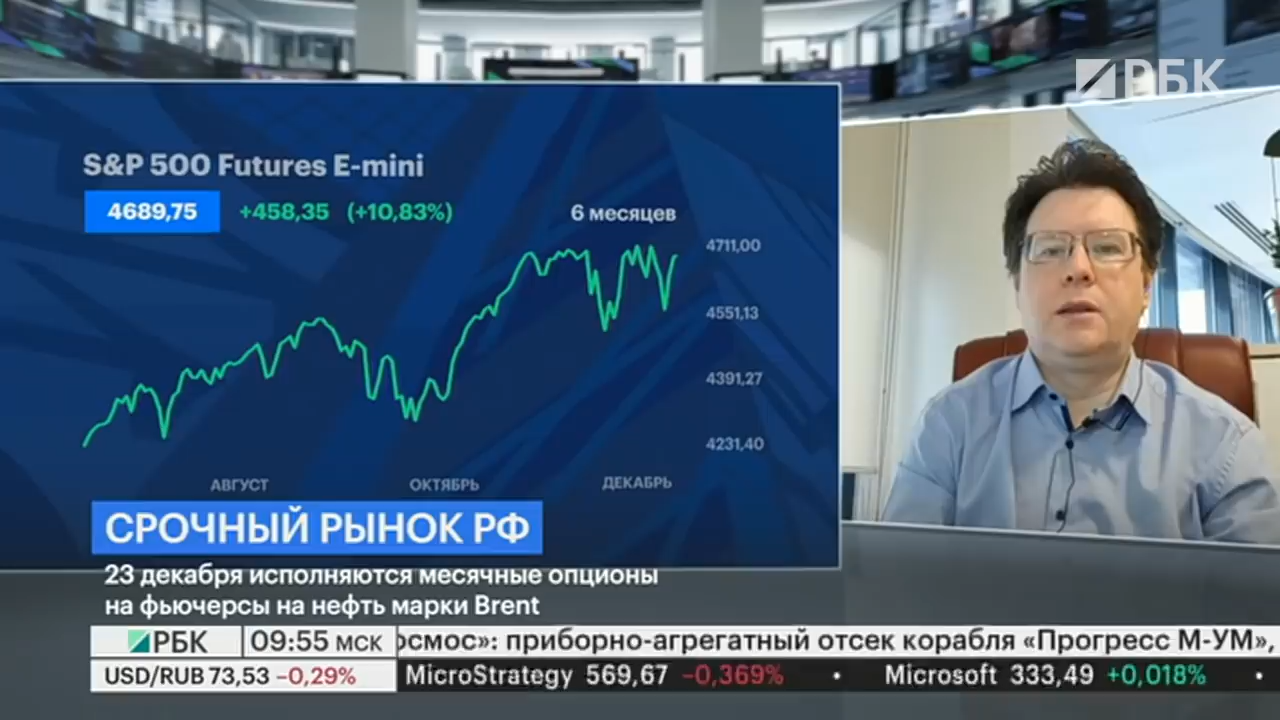 РБК
S&P 500 Futures E-mini
4689,75 +458,35 (+10,83%)
6 месяцев
4711,00
4551,13
4391,27
4231,40
АВГУСТ ОКТЯБРЬ ДЕКАБРЬ
СРОЧНЫЙ РЫНОК РФ
23 декабря исполняются месячные опционы
на фьючерсы на нефть марки Brent
РБК 09:55 МСК осмос»: приборно-агрегатный отсек корабля «Прогресс М-УМ»,
USD/RUB 73,53 −0,29% MicroStrategy 569,67 −0,369% • Microsoft 333,49 +0,018% •